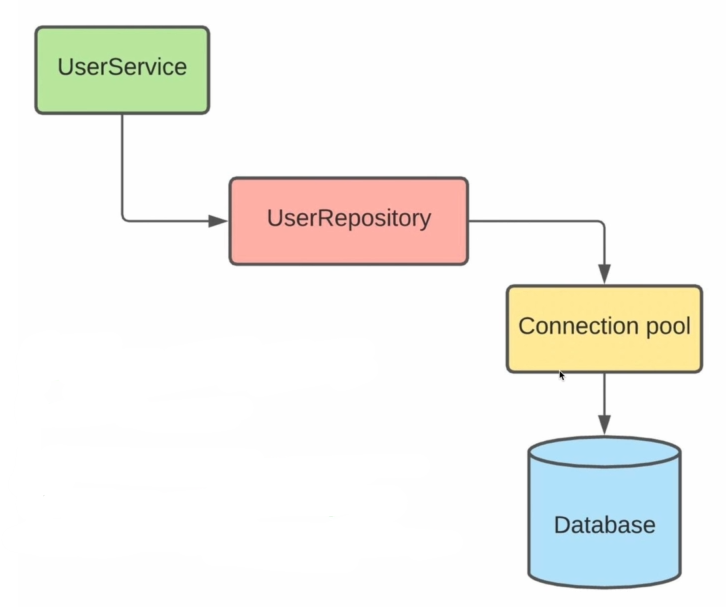 UserService
UserRepository
Connection pool
Database